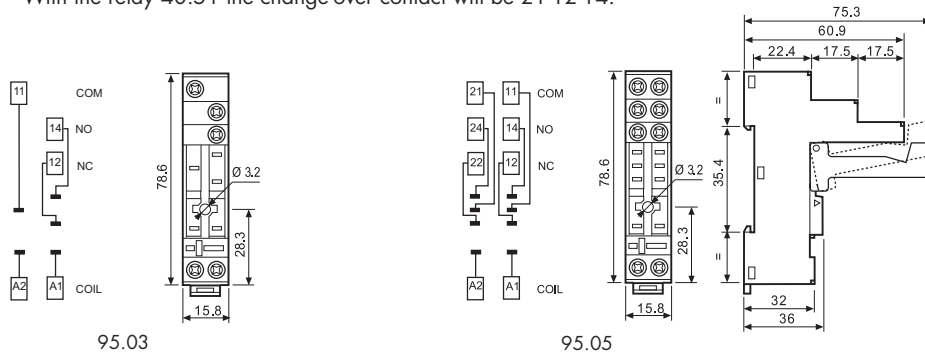 With the relay 40.31 the change over contact will be 21-12-14.
75.3
60.9
22.4 17.5 17.5
11 COM
14 NO
12 NC
78.6
Ø 3.2
28.3
A2 A1 COIL
15.8
95.03
21 11 COM
24 14 NO
22 12 NC
78.6
Ø 3.2
28.3
A2 A1 COIL
15.8
95.05
=
35.4
=
32
36